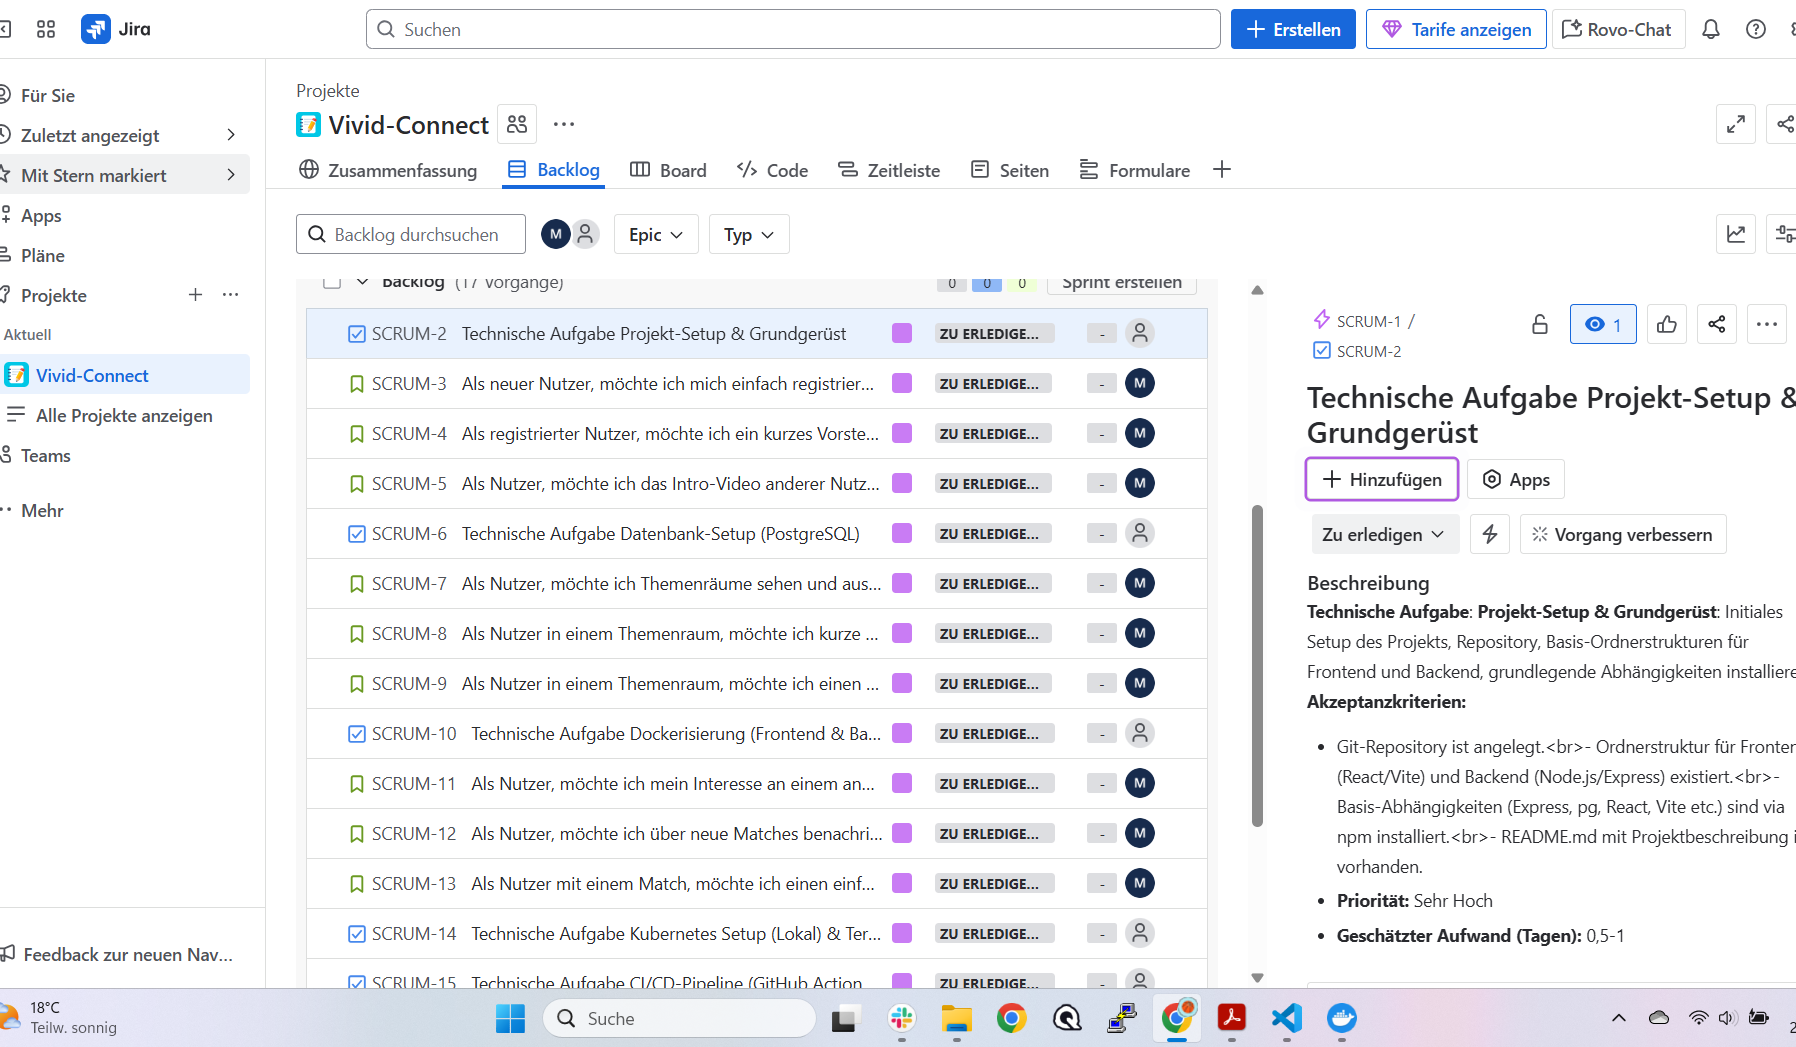 Jira
Suchen
Erstellen
Tarife anzeigen
Rovo-Chat
Für Sie
Zuletzt angezeigt
Mit Stern markiert
Apps
Pläne
Projekte
Aktuell
Vivid-Connect
Alle Projekte anzeigen
Teams
Mehr
Feedback zur neuen Nav...
Projekte
Vivid-Connect
Zusammenfassung
Backlog
Board
Code
Zeitleiste
Seiten
Formulare
Backlog durchsuchen
M
Epic
Typ
Backlog (17 Vorgänge) 0 0 0 Sprint erstellen
SCRUM-2 Technische Aufgabe Projekt-Setup & Grundgerüst ZU ERLEDIGE... -
SCRUM-3 Als neuer Nutzer, möchte ich mich einfach registrier... ZU ERLEDIGE... - M
SCRUM-4 Als registrierter Nutzer, möchte ich ein kurzes Vorste... ZU ERLEDIGE... - M
SCRUM-5 Als Nutzer, möchte ich das Intro-Video anderer Nutz... ZU ERLEDIGE... - M
SCRUM-6 Technische Aufgabe Datenbank-Setup (PostgreSQL) ZU ERLEDIGE... -
SCRUM-7 Als Nutzer, möchte ich Themenräume sehen und aus... ZU ERLEDIGE... - M
SCRUM-8 Als Nutzer in einem Themenraum, möchte ich kurze ... ZU ERLEDIGE... - M
SCRUM-9 Als Nutzer in einem Themenraum, möchte ich einen ... ZU ERLEDIGE... - M
SCRUM-10 Technische Aufgabe Dockerisierung (Frontend & Ba... ZU ERLEDIGE... -
SCRUM-11 Als Nutzer, möchte ich mein Interesse an einem an... ZU ERLEDIGE... - M
SCRUM-12 Als Nutzer, möchte ich über neue Matches benachri... ZU ERLEDIGE... - M
SCRUM-13 Als Nutzer mit einem Match, möchte ich einen einf... ZU ERLEDIGE... - M
SCRUM-14 Technische Aufgabe Kubernetes Setup (Lokal) & Ter... ZU ERLEDIGE... -
SCRUM-15 Technische Aufgabe CI/CD-Pipeline (GitHub Action ZU ERLEDIGE... -
SCRUM-1 /
SCRUM-2
1
Technische Aufgabe Projekt-Setup &
Grundgerüst
Hinzufügen
Apps
Zu erledigen
Vorgang verbessern
Beschreibung
Technische Aufgabe: Projekt-Setup & Grundgerüst: Initiales
Setup des Projekts, Repository, Basis-Ordnerstrukturen für
Frontend und Backend, grundlegende Abhängigkeiten installiere
Akzeptanzkriterien:
• Git-Repository ist angelegt.<br>- Ordnerstruktur für Fronten
(React/Vite) und Backend (Node.js/Express) existiert.<br>-
Basis-Abhängigkeiten (Express, pg, React, Vite etc.) sind via
npm installiert.<br>- README.md mit Projektbeschreibung i
vorhanden.
• Priorität: Sehr Hoch
• Geschätzter Aufwand (Tagen): 0,5-1
18°C
Teilw. sonnig
Suche
2